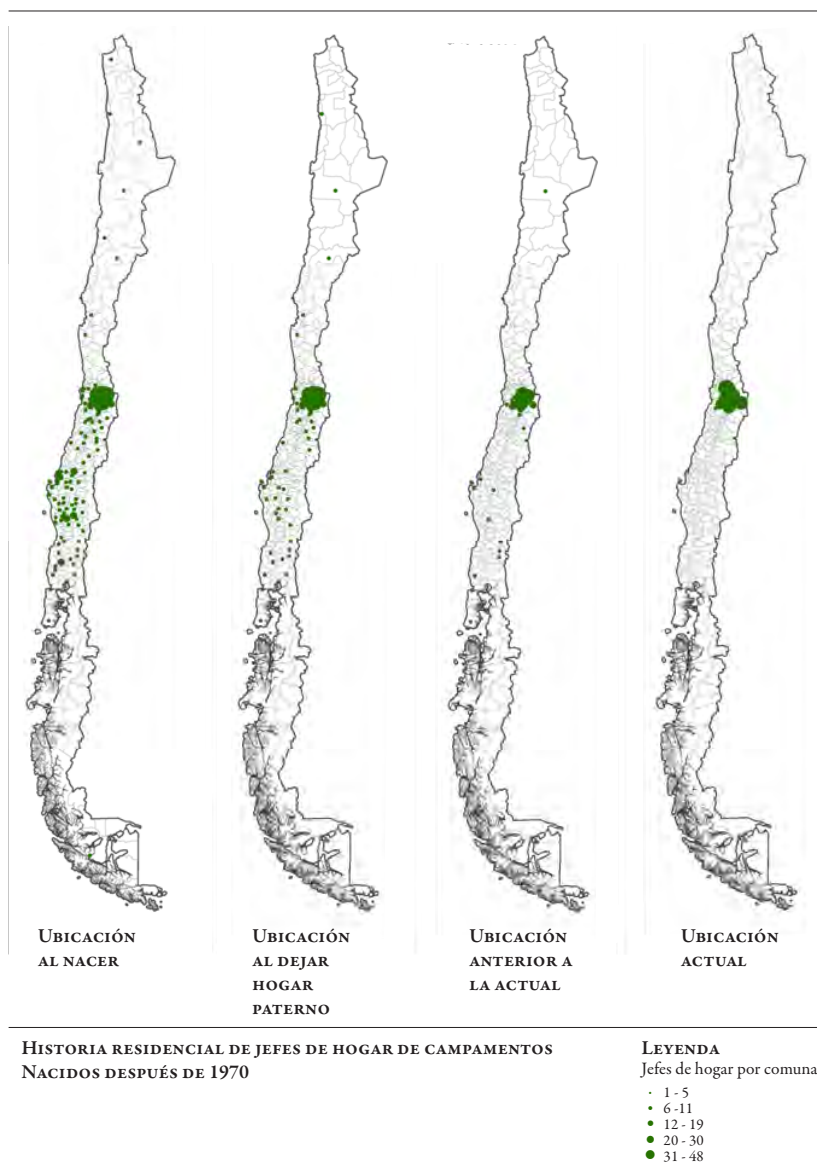 UBICACIÓN
AL NACER
UBICACIÓN
AL DEJAR
HOGAR
PATERNO
UBICACIÓN
ANTERIOR A
LA ACTUAL
UBICACIÓN
ACTUAL
HISTORIA RESIDENCIAL DE JEFES DE HOGAR DE CAMPAMENTOS
NACIDOS DESPUÉS DE 1970
LEYENDA
Jefes de hogar por comuna
1 - 5
6 -11
12 - 19
20 - 30
31 - 48